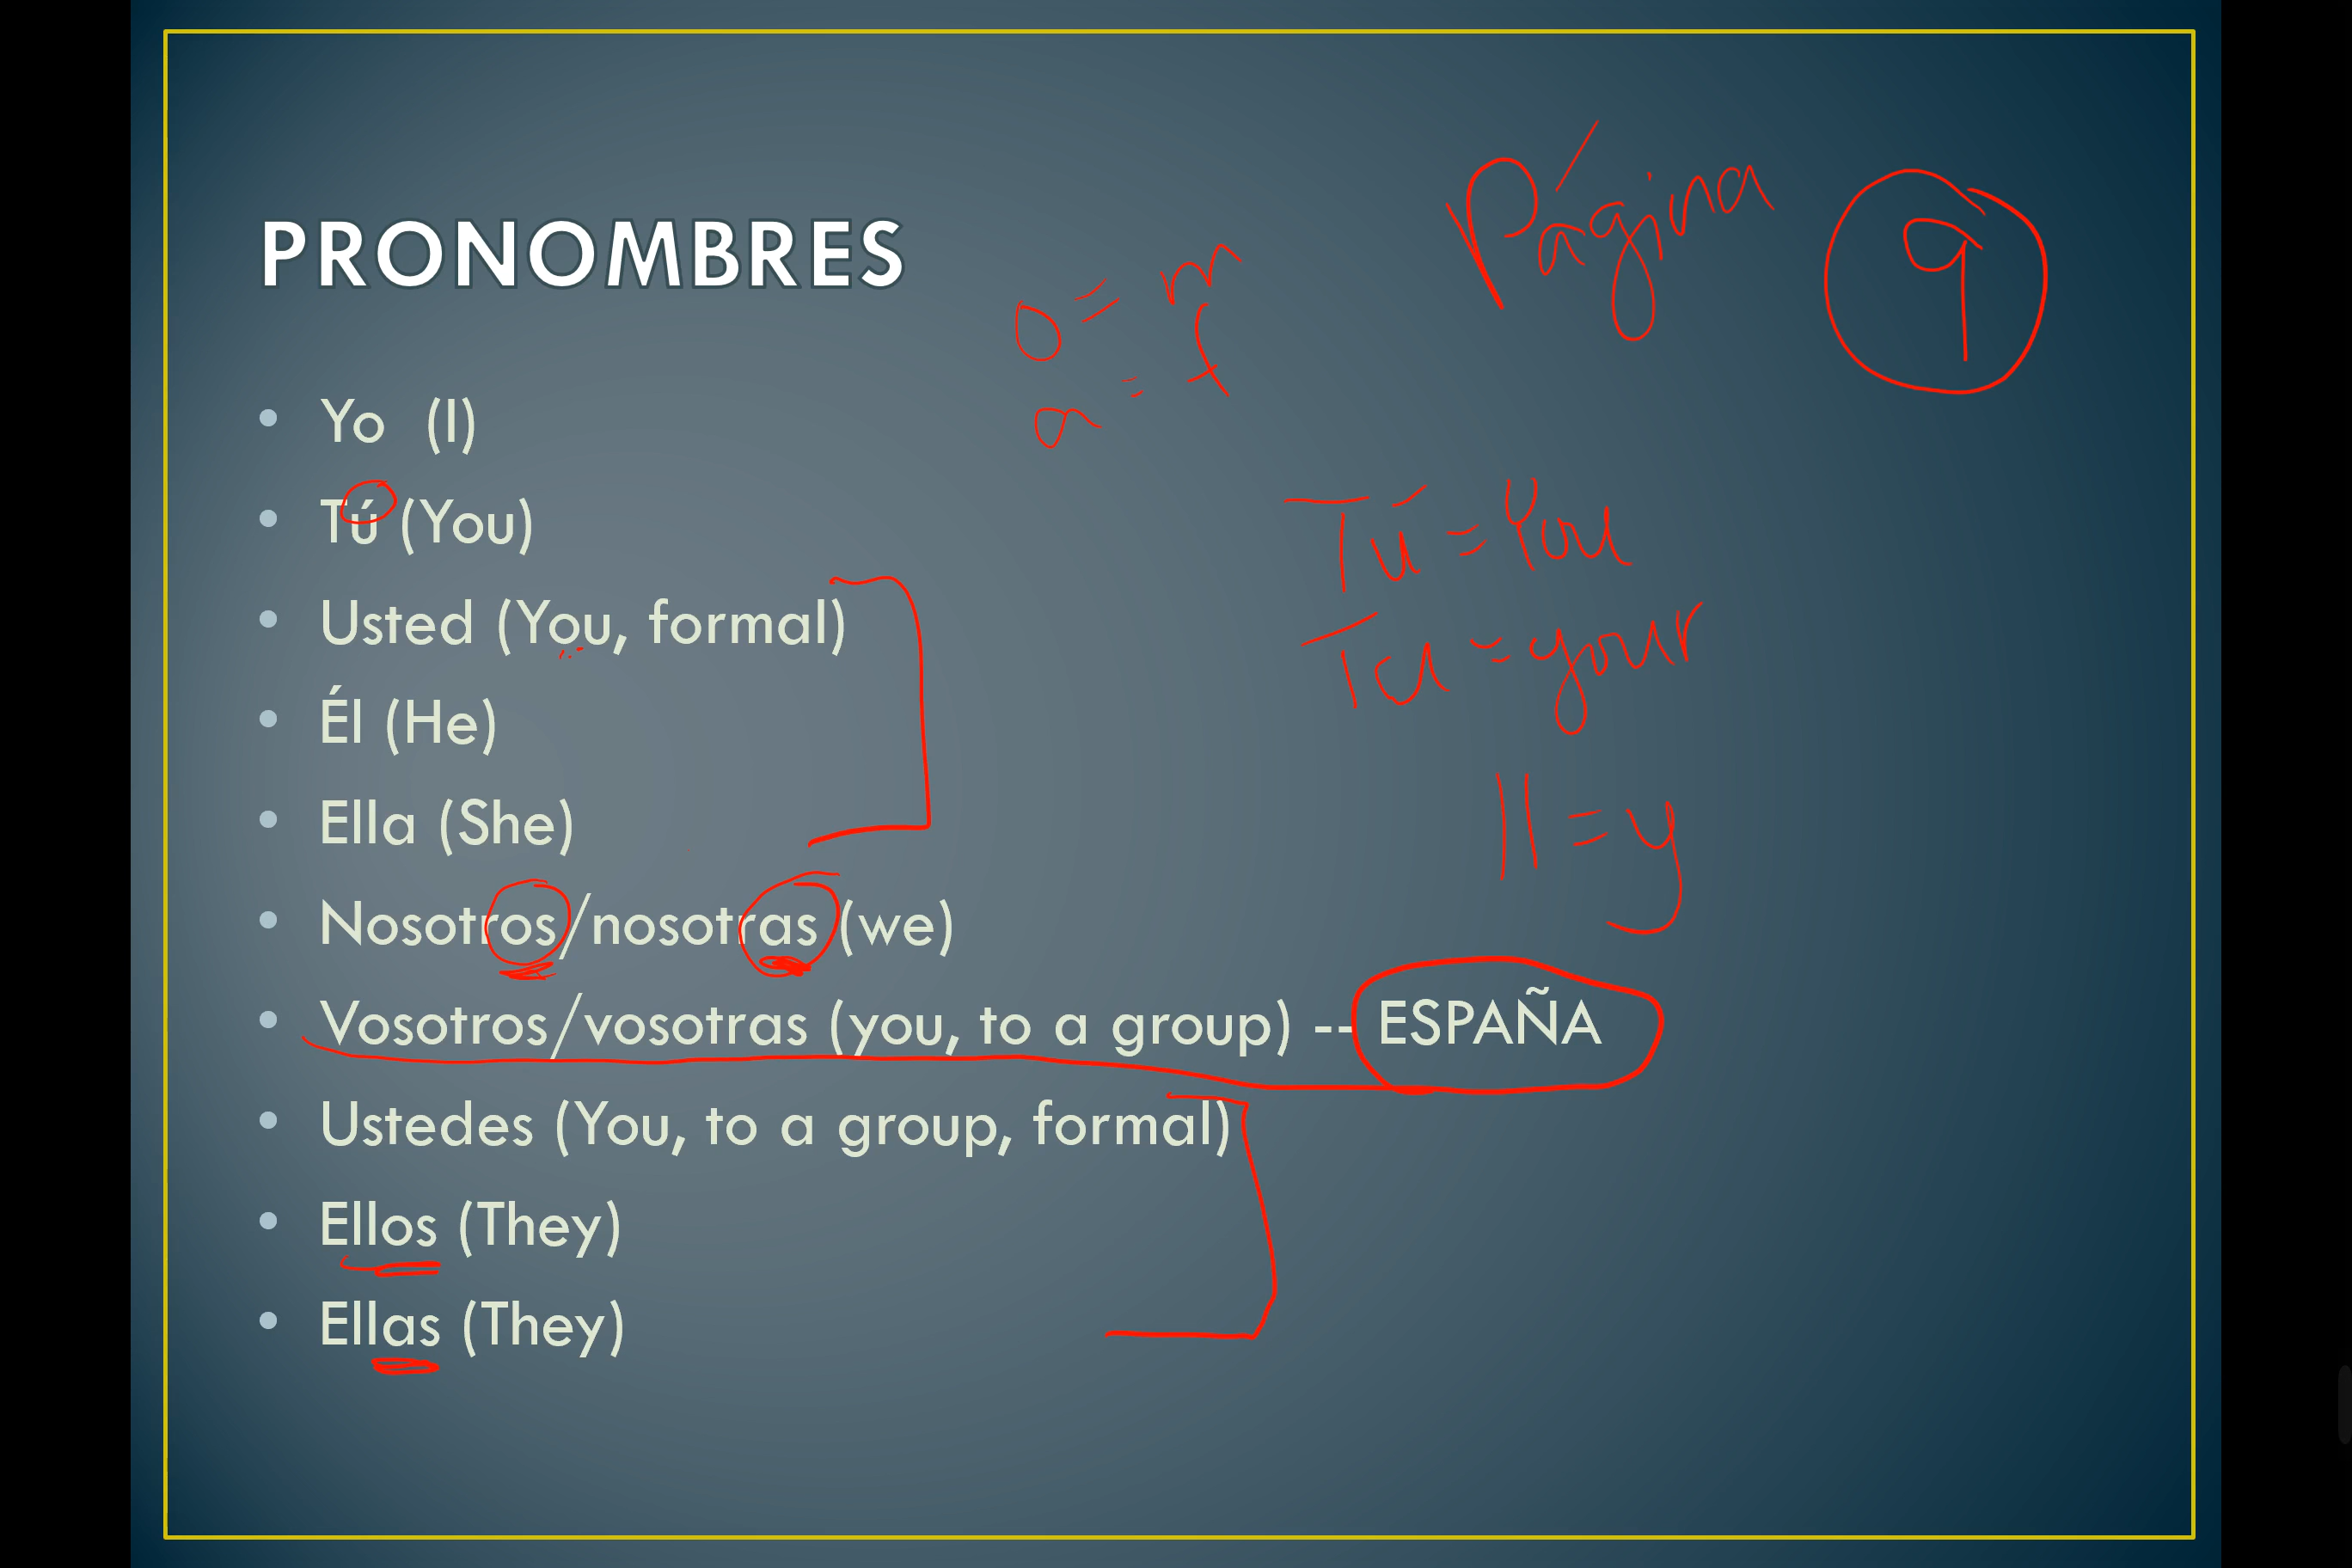 Página 9
PRONOMBRES
o = m
a = f
Yo (I)
Tú (You)
Tú = You
Usted (You, formal)
Tu = your
Él (He)
Ella (She)
ll = y
Nosotros/nosotras (we)
Vosotros/vosotras (you, to a group) -- ESPAÑA
Ustedes (You, to a group, formal)
Ellos (They)
Ellas (They)